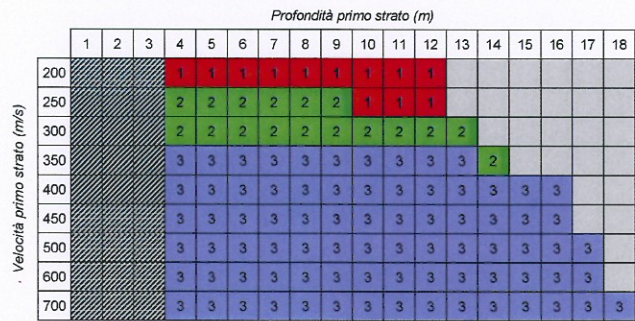 Profondità primo strato (m)
1 2 3 4 5 6 7 8 9 10 11 12 13 14 15 16 17 18
Velocità primo strato (m/s)
200 1 1 1 1 1 1 1 1 1
250 2 2 2 2 2 2 1 1 1
300 2 2 2 2 2 2 2 2 2 2
350 3 3 3 3 3 3 3 3 3 3 2
400 3 3 3 3 3 3 3 3 3 3 3 3 3
450 3 3 3 3 3 3 3 3 3 3 3 3 3
500 3 3 3 3 3 3 3 3 3 3 3 3 3 3
600 3 3 3 3 3 3 3 3 3 3 3 3 3 3
700 3 3 3 3 3 3 3 3 3 3 3 3 3 3 3